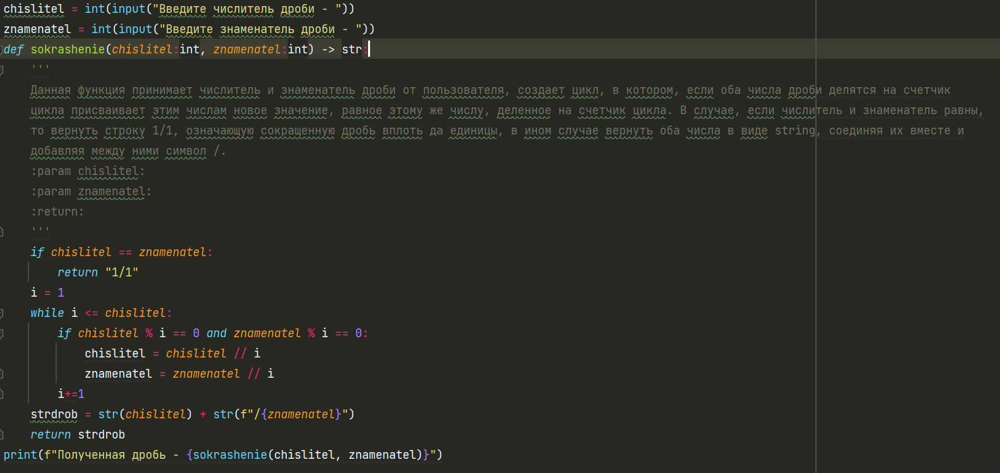 chislitel = int(input("Введите числитель дроби - "))
znamenatel = int(input("Введите знаменатель дроби - "))
def sokrashenie(chislitel:int, znamenatel:int) -> str:
    '''
    Данная функция принимает числитель и знаменатель дроби от пользователя, создает цикл, в котором, если оба числа дроби делятся на счетчик
    цикла присваивает этим числам новое значение, равное этому же числу, деленное на счетчик цикла. В случае, если числитель и знаменатель равны,
    то вернуть строку 1/1, означающую сокращенную дробь вплоть да единицы, в ином случае вернуть оба числа в виде string, соединяя их вместе и
    добавляя между ними символ /.
    :param chislitel:
    :param znamenatel:
    :return:
    '''
    if chislitel == znamenatel:
        return "1/1"
    i = 1
    while i <= chislitel:
        if chislitel % i == 0 and znamenatel % i == 0:
            chislitel = chislitel // i
            znamenatel = znamenatel // i
        i+=1
    strdrob = str(chislitel) + str(f"/{znamenatel}")
    return strdrob
print(f"Полученная дробь - {sokrashenie(chislitel, znamenatel)}")